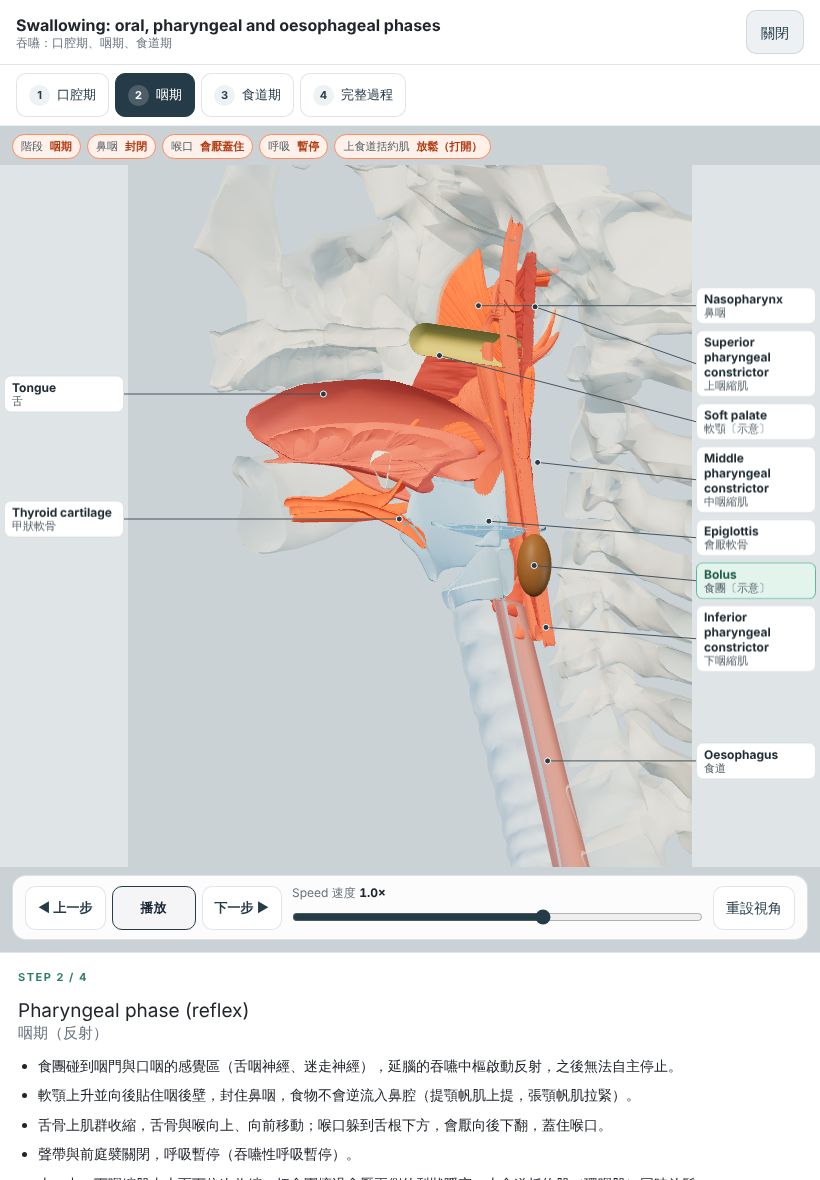 Swallowing: oral, pharyngeal and oesophageal phases
吞嚥：口腔期、咽期、食道期
關閉
1 口腔期
2 咽期
3 食道期
4 完整過程
階段 咽期
鼻咽 封閉
喉口 會厭蓋住
呼吸 暫停
上食道括約肌 放鬆（打開）
Tongue
舌
Thyroid cartilage
甲狀軟骨
Nasopharynx
鼻咽
Superior
pharyngeal
constrictor
上咽縮肌
Soft palate
軟顎〔示意〕
Middle
pharyngeal
constrictor
中咽縮肌
Epiglottis
會厭軟骨
Bolus
食團〔示意〕
Inferior
pharyngeal
constrictor
下咽縮肌
Oesophagus
食道
◀ 上一步
播放
下一步 ▶
Speed 速度 1.0×
重設視角
STEP 2 / 4
Pharyngeal phase (reflex)
咽期（反射）
食團碰到咽門與口咽的感覺區（舌咽神經、迷走神經），延腦的吞嚥中樞啟動反射，之後無法自主停止。
軟顎上升並向後貼住咽後壁，封住鼻咽，食物不會逆流入鼻腔（提顎帆肌上提，張顎帆肌拉緊）。
舌骨上肌群收縮，舌骨與喉向上、向前移動；喉口躲到舌根下方，會厭向後下翻，蓋住喉口。
聲帶與前庭襞關閉，呼吸暫停（吞嚥性呼吸暫停）。